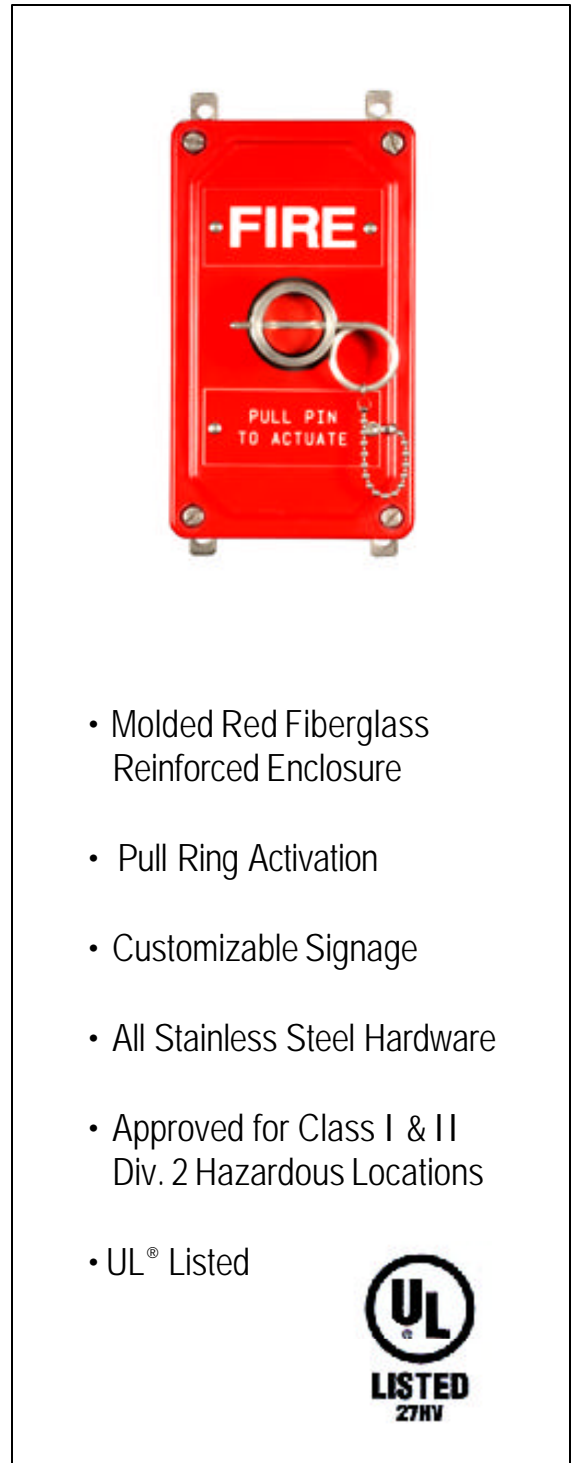 FIRE
PULL PIN
TO ACTUATE
• Molded Red Fiberglass
Reinforced Enclosure
• Pull Ring Activation
• Customizable Signage
• All Stainless Steel Hardware
• Approved for Class I & II
Div. 2 Hazardous Locations
• UL® Listed
UL®
LISTED
27HV